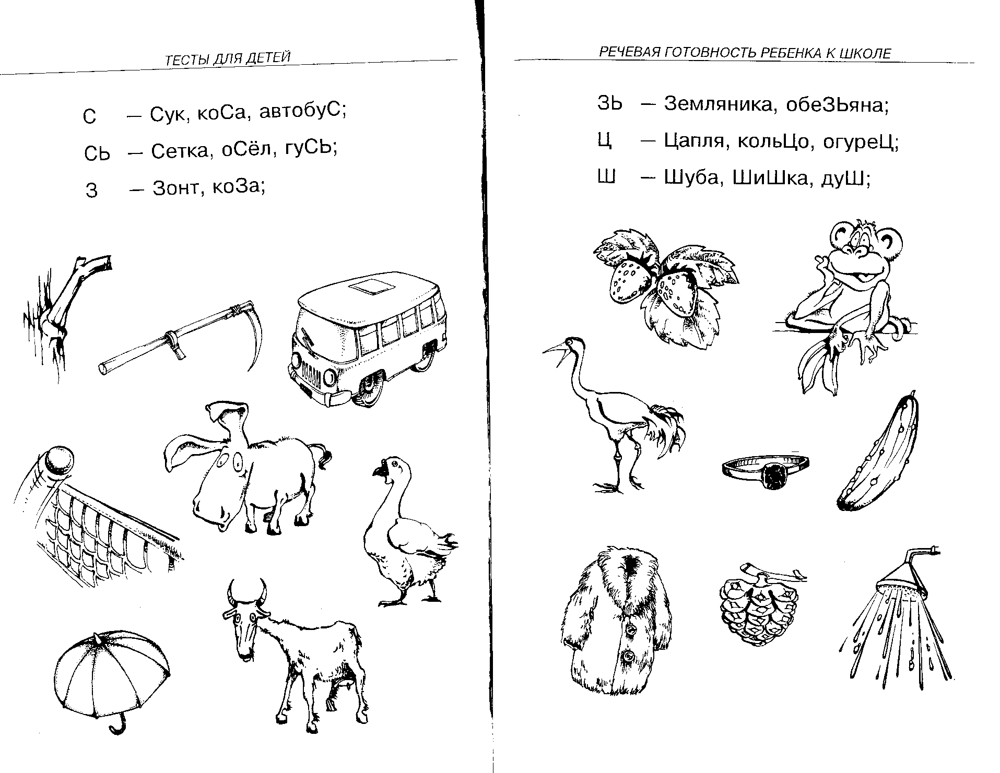 ТЕСТЫ ДЛЯ ДЕТЕЙ
С — Сук, коСа, автобуС;
СЬ — Сетка, оСёл, гуСЬ;
З — Зонт, коЗа;
РЕЧЕВАЯ ГОТОВНОСТЬ РЕБЕНКА К ШКОЛЕ
ЗЬ — Земляника, обеЗЬяна;
Ц — Цапля, кольЦо, огуреЦ;
Ш — Шуба, ШиШка, душ;